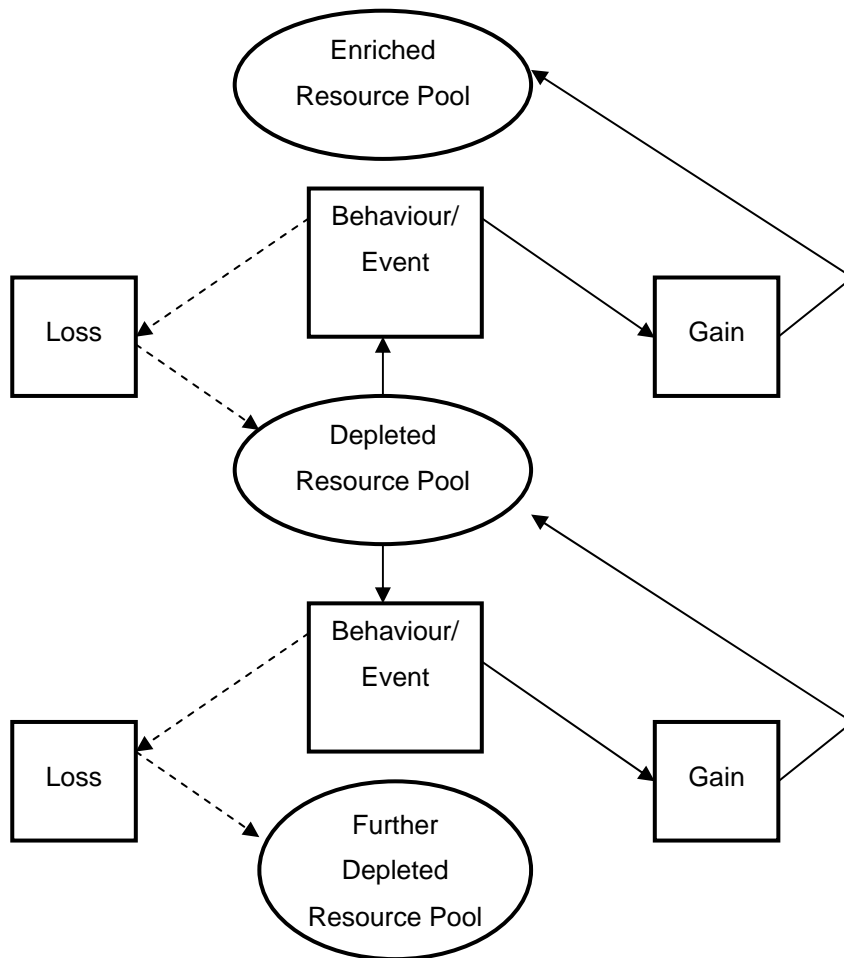 Enriched
Resource Pool
Behaviour/
Event
Loss
Gain
Depleted
Resource Pool
Behaviour/
Event
Loss
Gain
Further
Depleted
Resource Pool